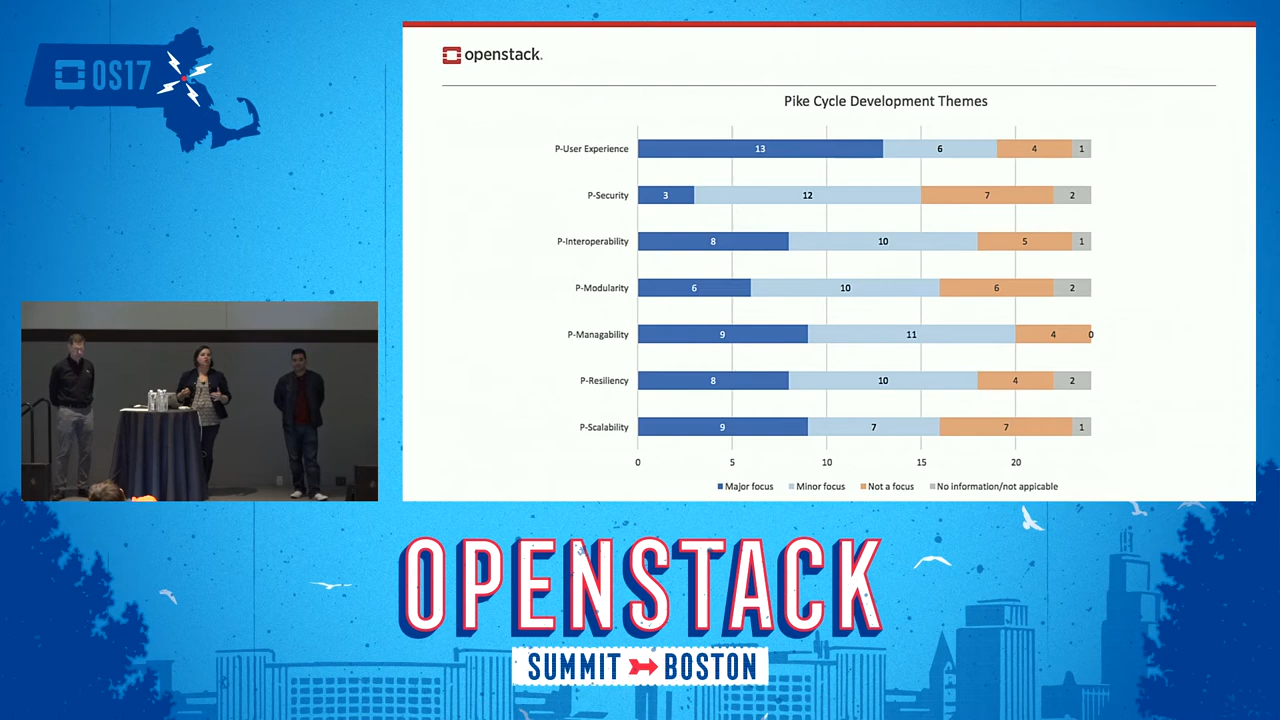 OS17
openstack.
Pike Cycle Development Themes
P-User Experience 13 6 4 1
P-Security 3 12 7 2
P-Interoperability 8 10 5 1
P-Modularity 6 10 6 2
P-Managability 9 11 4 0
P-Resiliency 8 10 4 2
P-Scalability 9 7 7 1
0 5 10 15 20
Major focus Minor focus Not a focus No information/not appicable
OPENSTACK
SUMMIT BOSTON